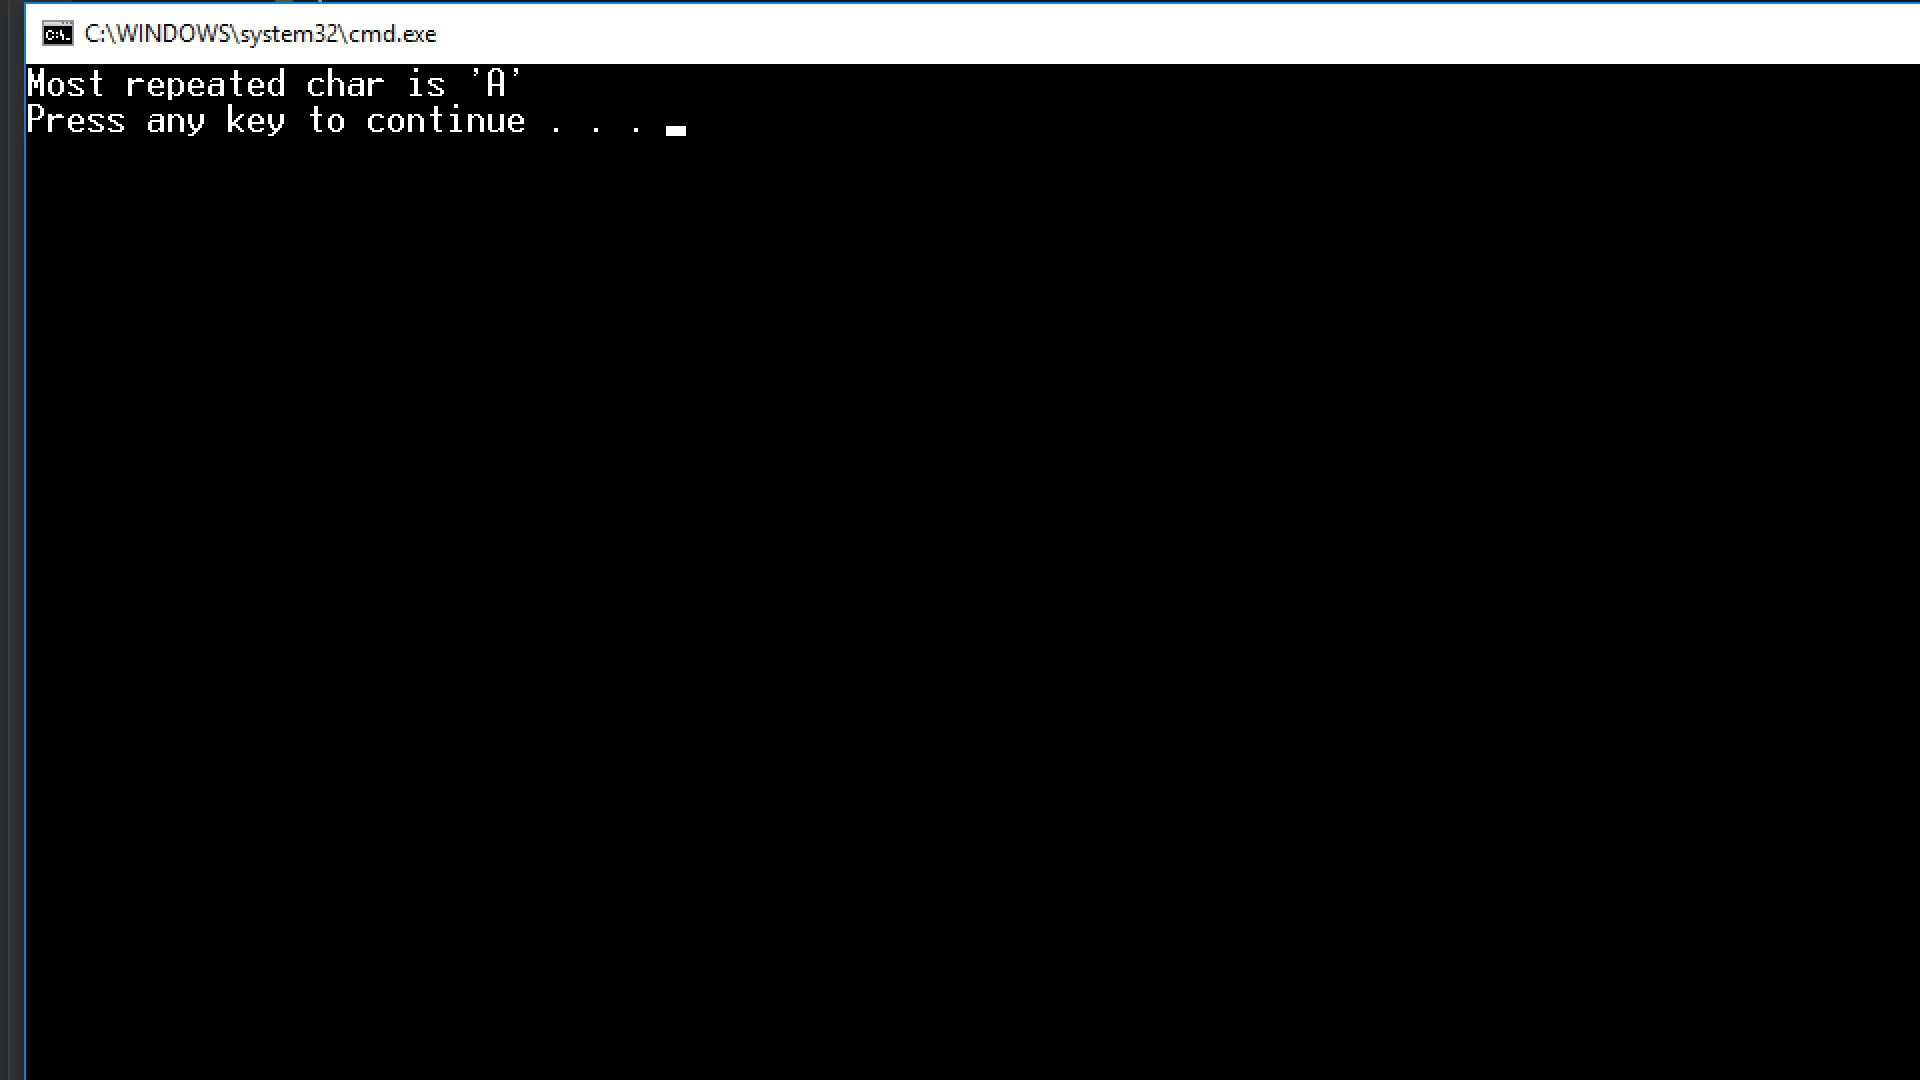 C:\WINDOWS\system32\cmd.exe
Most repeated char is 'A'
Press any key to continue . . .